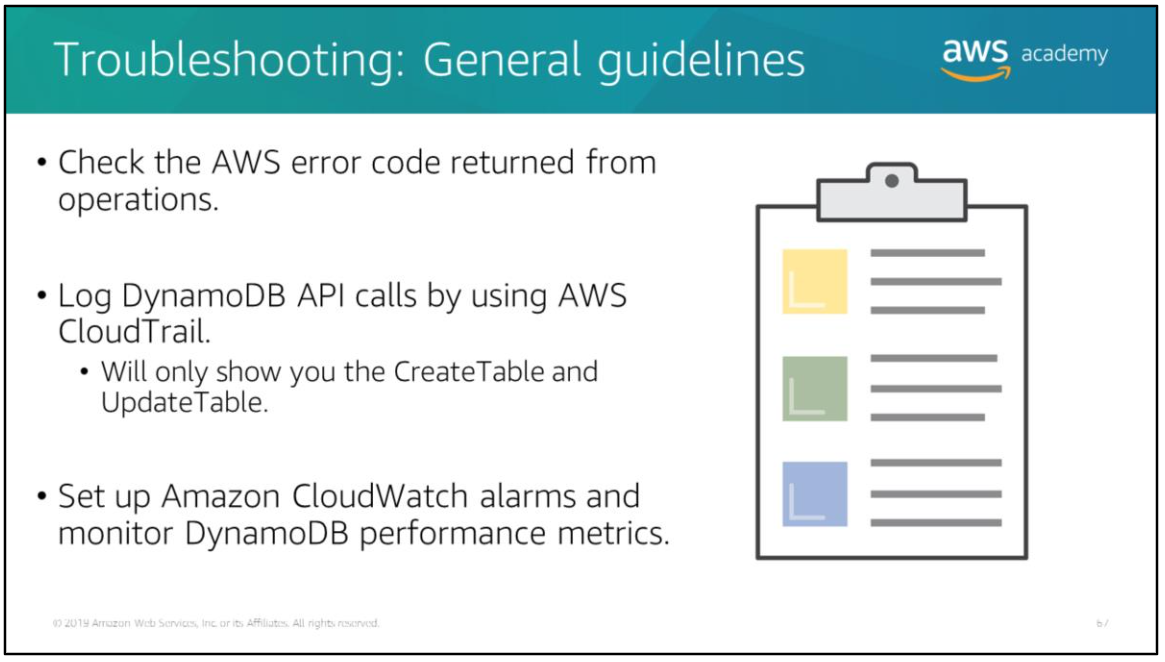 Troubleshooting: General guidelines
aws academy
• Check the AWS error code returned from
operations.
• Log DynamoDB API calls by using AWS
CloudTrail.
• Will only show you the CreateTable and
UpdateTable.
• Set up Amazon CloudWatch alarms and
monitor DynamoDB performance metrics.
© 2019 Amazon Web Services, Inc. or its Affiliates. All rights reserved.
67